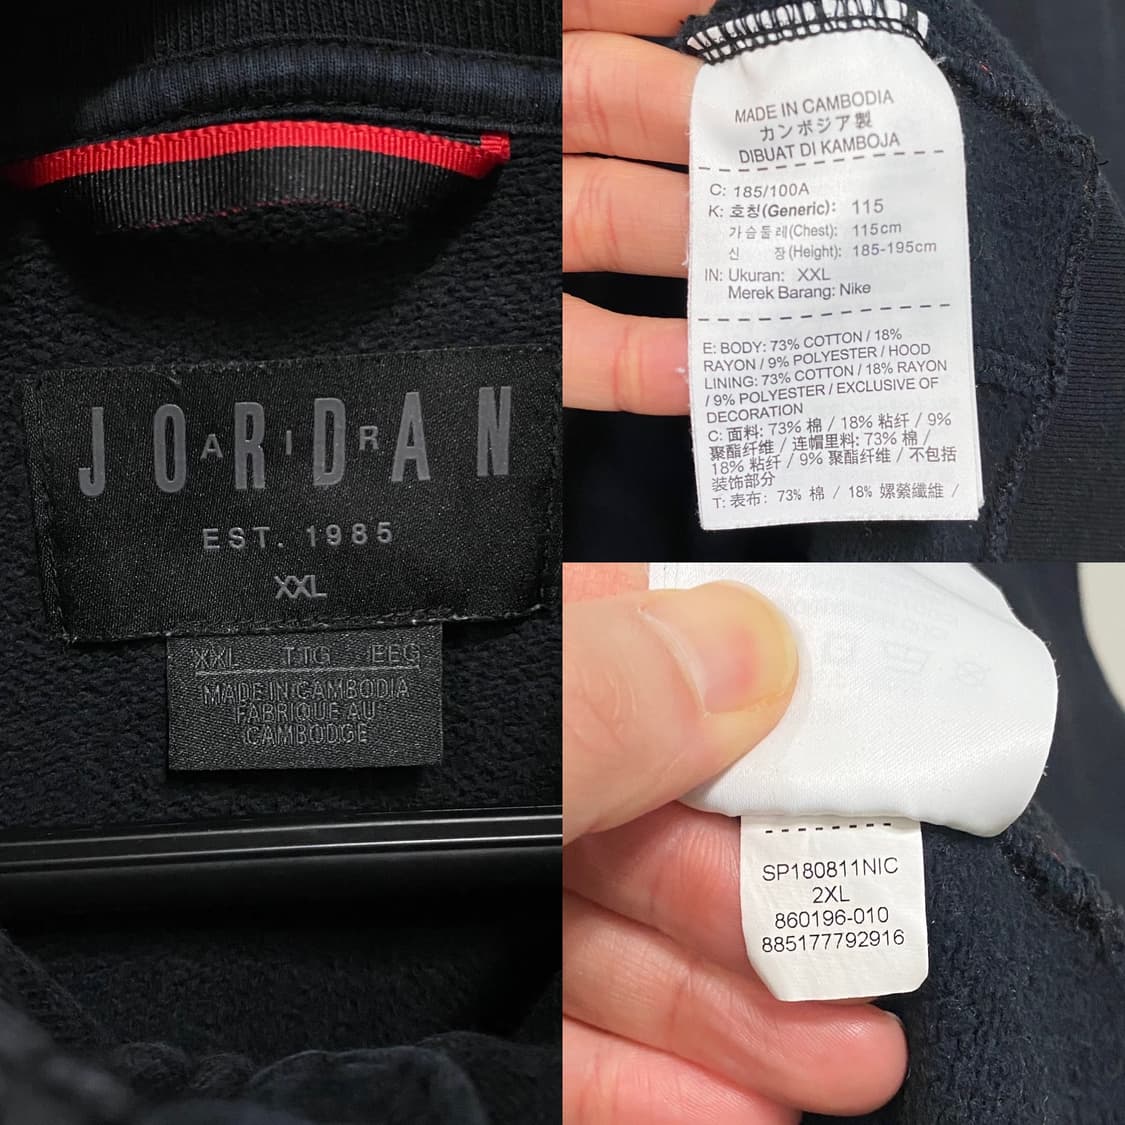 JORDAN
AIR
EST. 1985
XXL
XXL TTG EEG
MADE IN CAMBODIA
FABRIQUE AU
CAMBODGE
MADE IN CAMBODIA
カンボジア製
DIBUAT DI KAMBOJA
C: 185/100A
K: 호칭(Generic): 115
가슴둘레(Chest): 115cm
신 장(Height): 185-195cm
IN: Ukuran: XXL
Merek Barang: Nike
E: BODY: 73% COTTON / 18%
RAYON / 9% POLYESTER / HOOD
LINING: 73% COTTON / 18% RAYON
/ 9% POLYESTER / EXCLUSIVE OF
DECORATION
C: 面料: 73% 棉 / 18% 粘纤 / 9%
聚酯纤维 / 连帽里料: 73% 棉 /
18% 粘纤 / 9% 聚酯纤维 / 不包括
装饰部分
T: 表布: 73% 棉 / 18% 嫘縈纖維 /
SP180811NIC
2XL
860196-010
885177792916